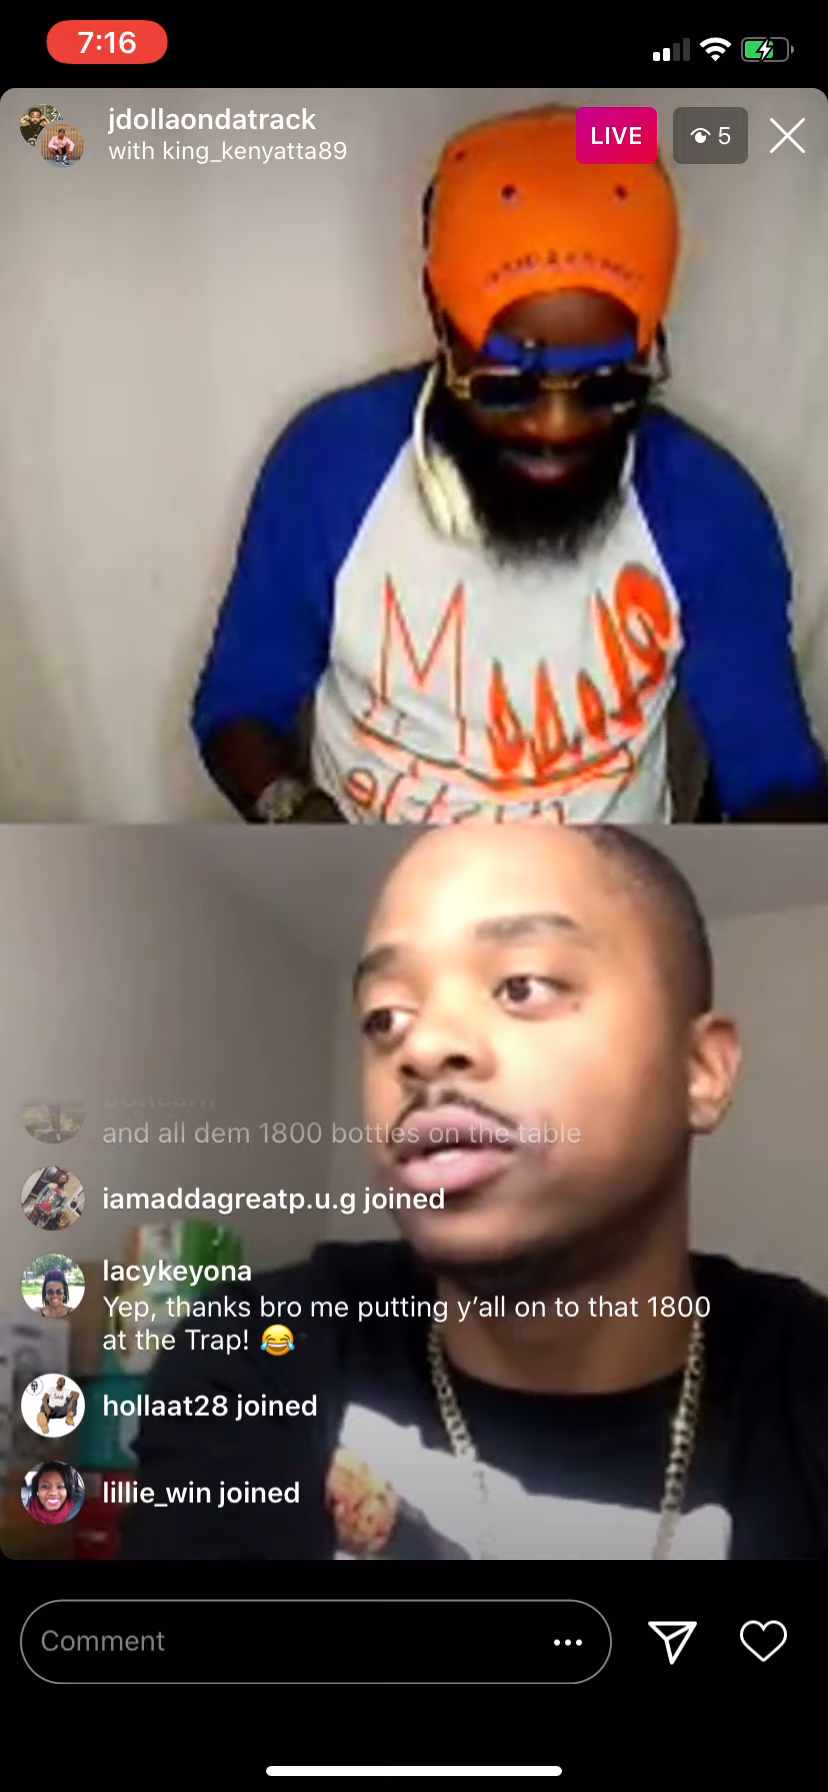 7:16
jdollaondatrack
with king_kenyatta89
LIVE
5
and all dem 1800 bottles on the table
iamaddagreatp.u.g joined
lacykeyona
Yep, thanks bro me putting y’all on to that 1800
at the Trap! 😂
hollaat28 joined
lillie_win joined
Comment